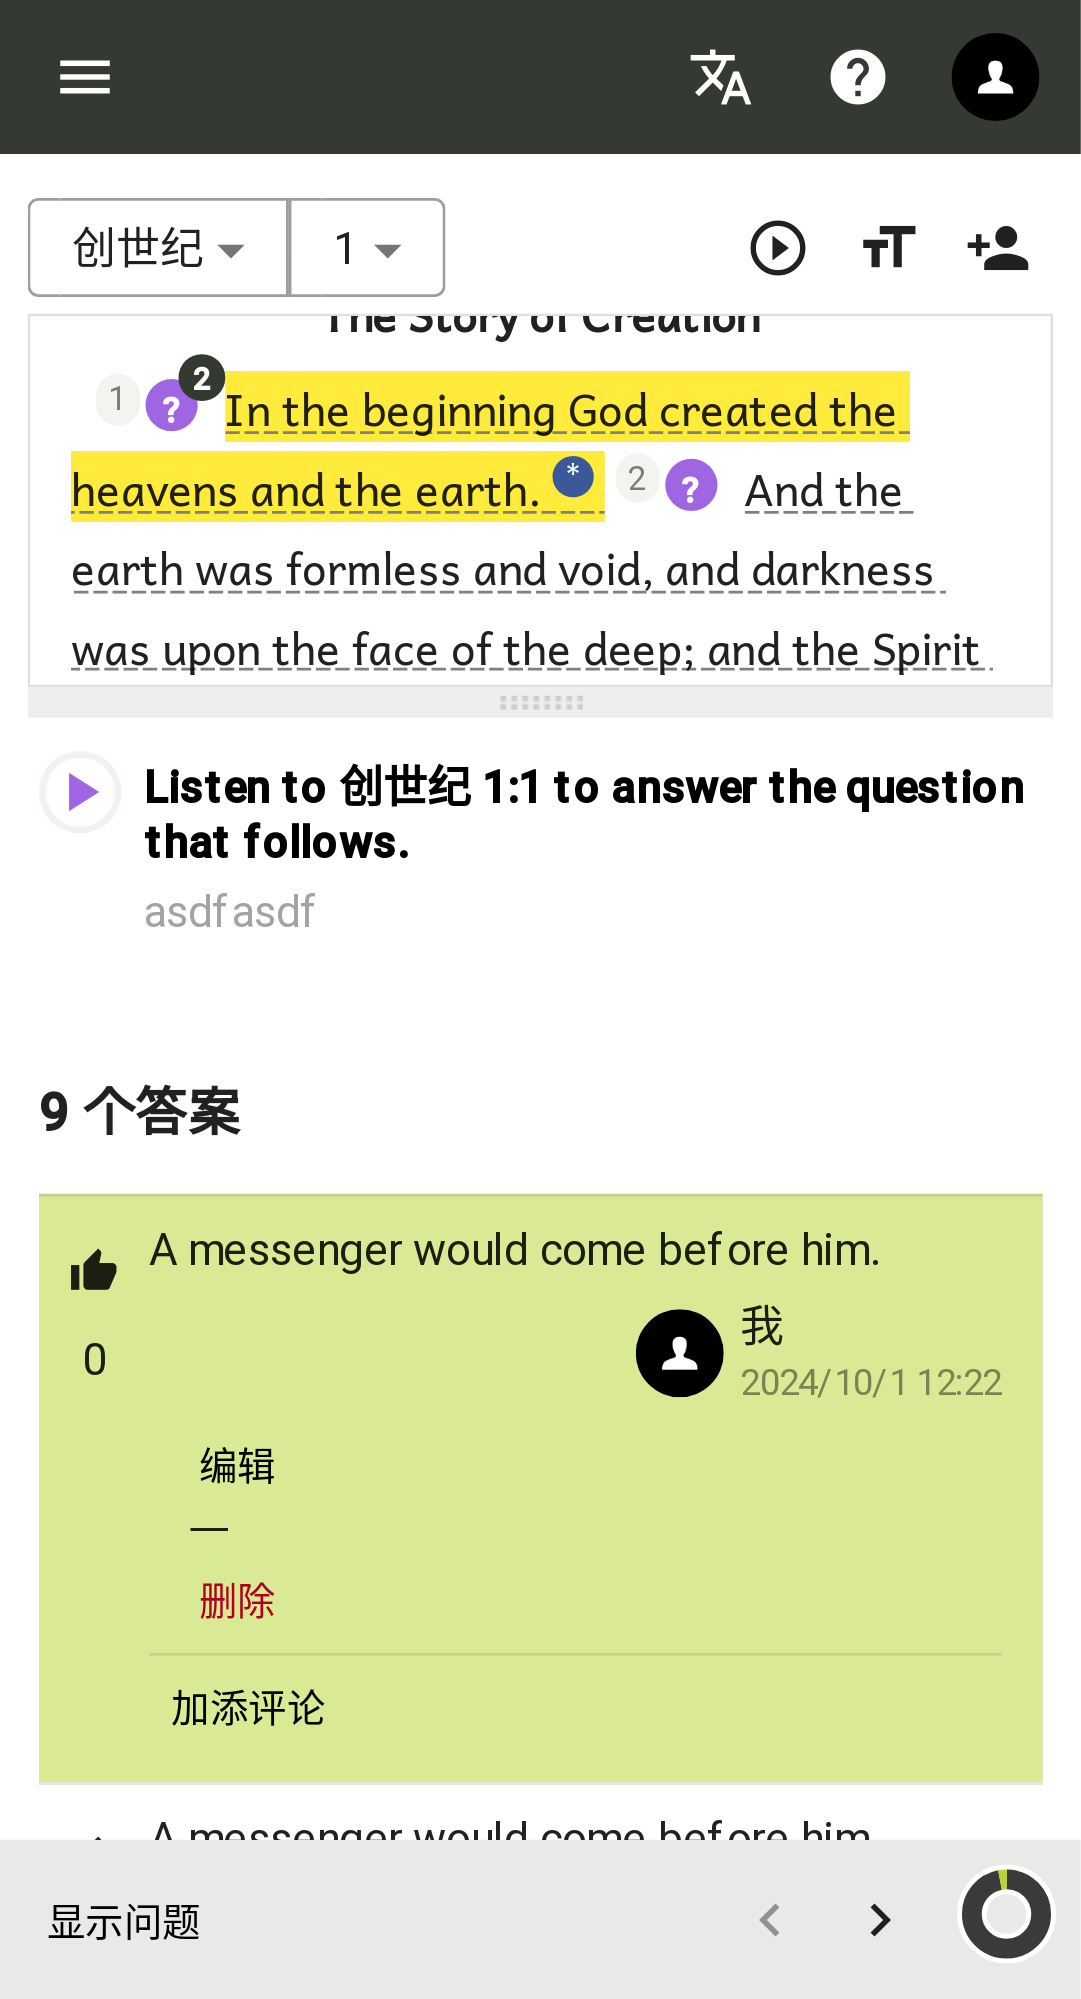 创世纪 1
The Story of Creation
1 ? 2 In the beginning God created the
heavens and the earth. * 2 ? And the
earth was formless and void, and darkness
was upon the face of the deep; and the Spirit
Listen to 创世纪 1:1 to answer the question
that follows.
asdfasdf
9 个答案
A messenger would come before him.
我
0
2024/10/1 12:22
编辑
—
删除
加添评论
A messenger would come before him
显示问题